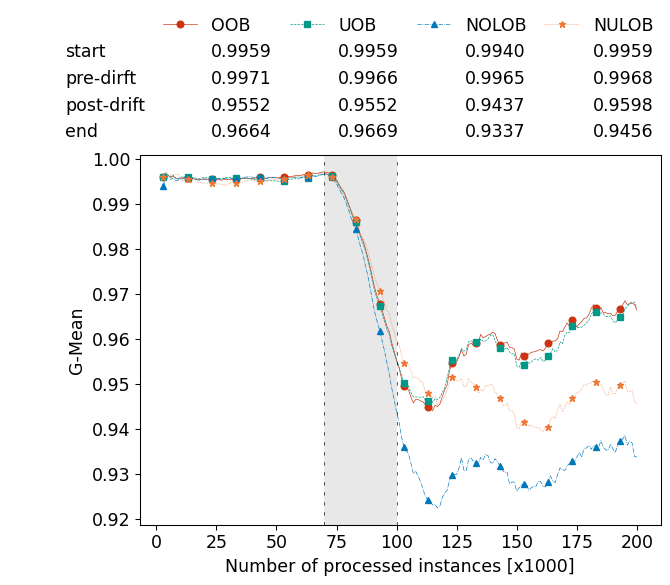 OOB UOB NOLOB NULOB
start 0.9959 0.9959 0.9940 0.9959
pre-dirft 0.9971 0.9966 0.9965 0.9968
post-drift 0.9552 0.9552 0.9437 0.9598
end 0.9664 0.9669 0.9337 0.9456
1.00
0.99
0.98
0.97
0.96
0.95
0.94
0.93
0.92
G-Mean
0 25 50 75 100 125 150 175 200
Number of processed instances [x1000]